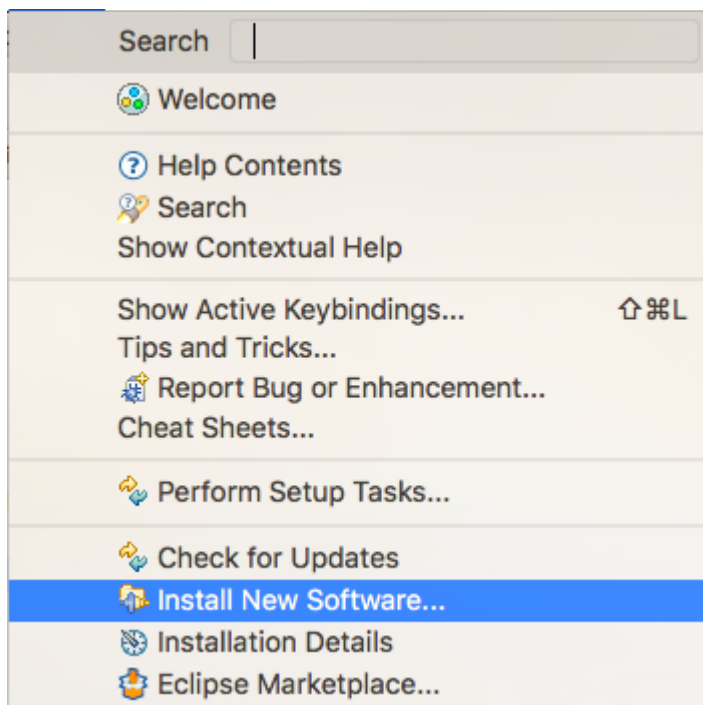 Search
Welcome
Help Contents
Search
Show Contextual Help
Show Active Keybindings... ⇧⌘L
Tips and Tricks...
Report Bug or Enhancement...
Cheat Sheets...
Perform Setup Tasks...
Check for Updates
Install New Software...
Installation Details
Eclipse Marketplace...